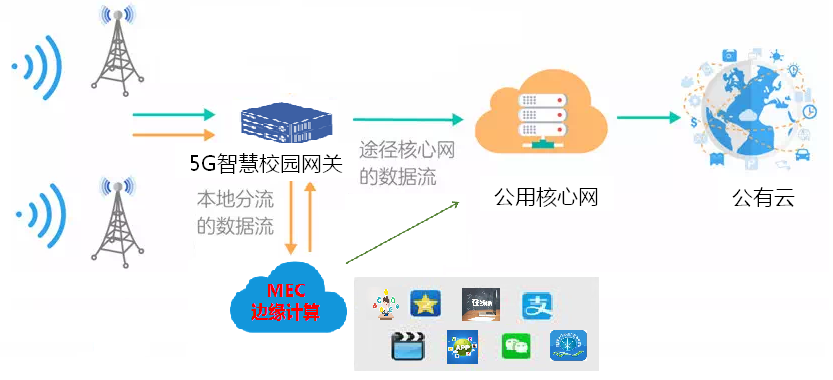 5G智慧校园网关
途径核心网
的数据流
本地分流
的数据流
公用核心网
公有云
MEC
边缘计算
支
APP